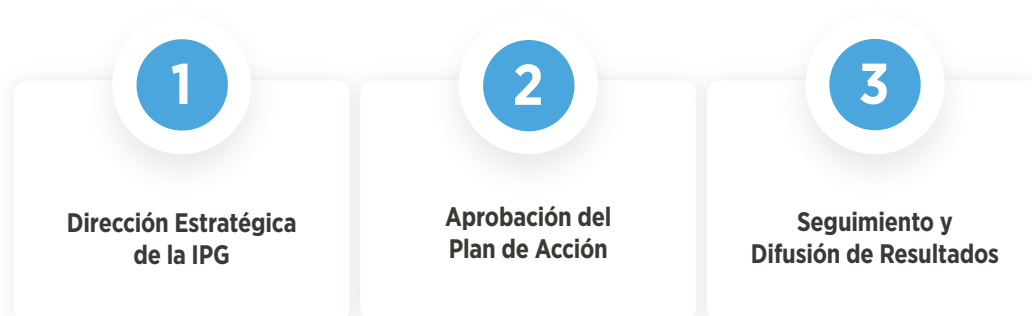 1
Dirección Estratégica
de la IPG
2
Aprobación del
Plan de Acción
3
Seguimiento y
Difusión de Resultados